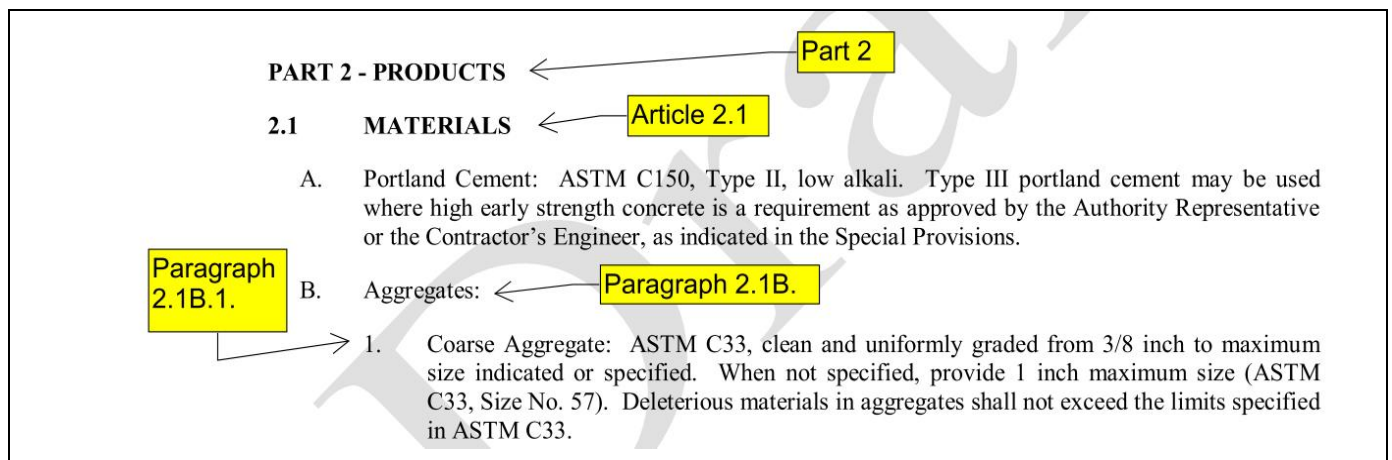 PART 2 - PRODUCTS
Part 2
2.1 MATERIALS
Article 2.1
A. Portland Cement: ASTM C150, Type II, low alkali. Type III portland cement may be used
where high early strength concrete is a requirement as approved by the Authority Representative
or the Contractor's Engineer, as indicated in the Special Provisions.
Paragraph
2.1B.1.
B. Aggregates:
Paragraph 2.1B.
1. Coarse Aggregate: ASTM C33, clean and uniformly graded from 3/8 inch to maximum
size indicated or specified. When not specified, provide 1 inch maximum size (ASTM
C33, Size No. 57). Deleterious materials in aggregates shall not exceed the limits specified
in ASTM C33.
Dra